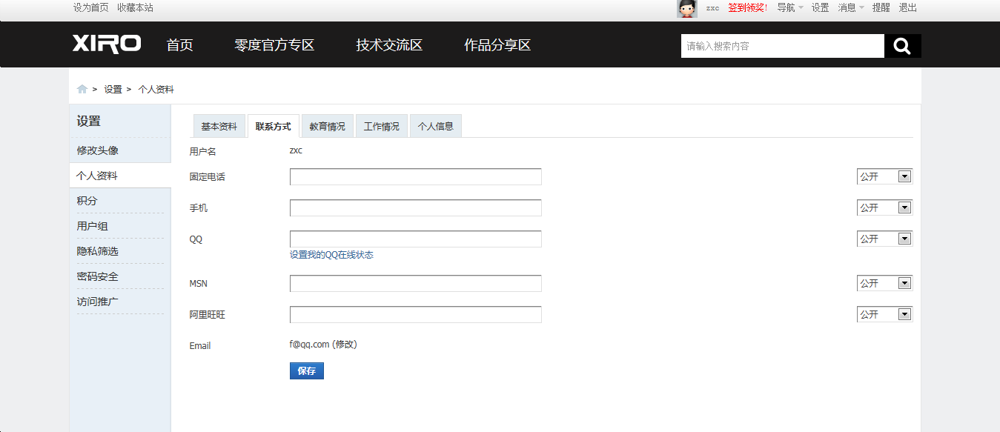 设为首页 收藏本站 zxc 签到领奖! 导航 设置 消息 提醒 退出
XIRO 首页 零度官方专区 技术交流区 作品分享区 请输入搜索内容
> 设置 > 个人资料
设置
修改头像
个人资料
积分
用户组
隐私筛选
密码安全
访问推广
基本资料 联系方式 教育情况 工作情况 个人信息
用户名 zxc
固定电话 公开
手机 公开
QQ 公开
设置我的QQ在线状态
MSN 公开
阿里旺旺 公开
Email f@qq.com (修改)
保存